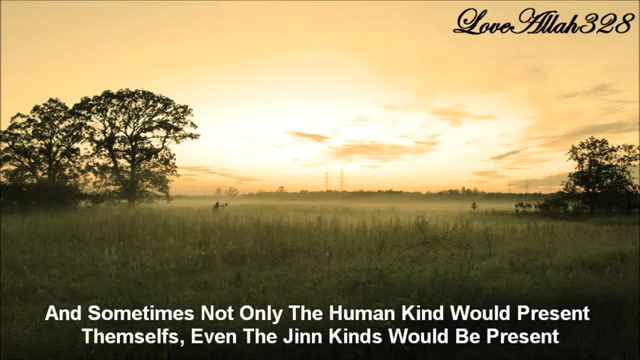 LoveAllah328
And Sometimes Not Only The Human Kind Would Present
Themselfs, Even The Jinn Kinds Would Be Present